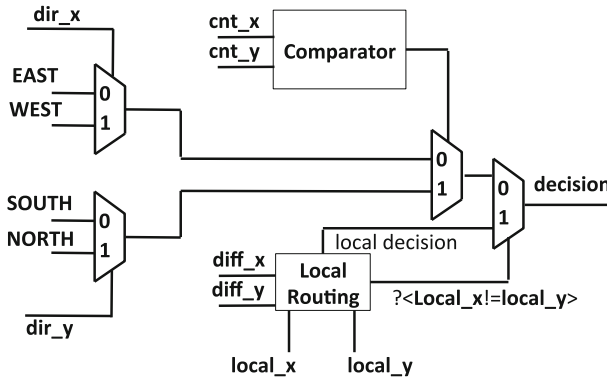 dir_x
cnt_x
cnt_y
Comparator
EAST
0
WEST
1
0
1
SOUTH
0
NORTH
1
0
1
decision
local decision
diff_x
diff_y
Local
Routing
?<Local_x!=local_y>
dir_y
local_x
local_y